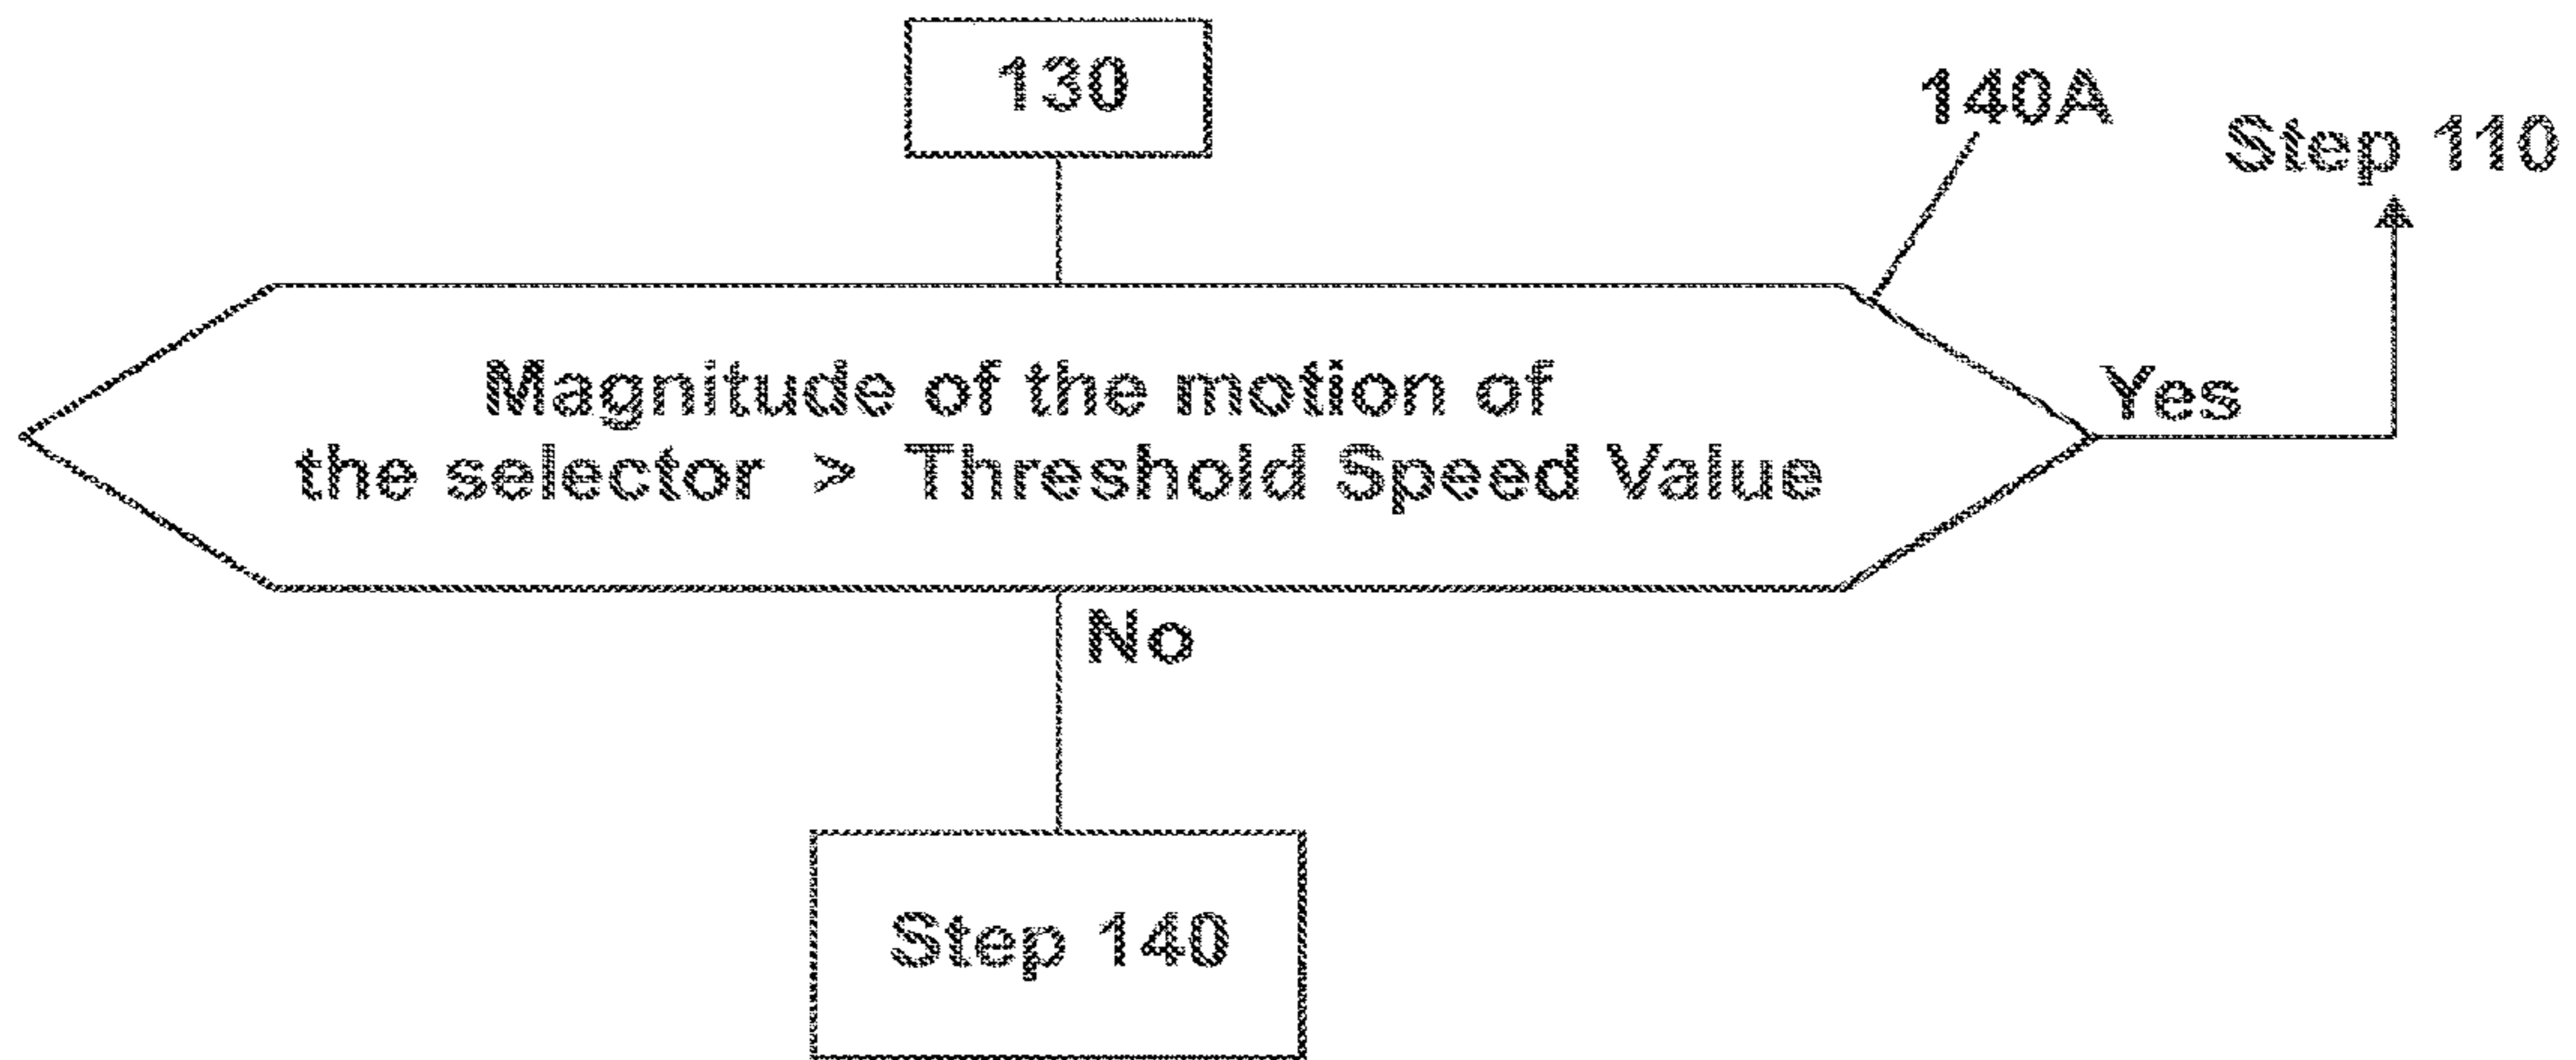 130
140A
Step 110
Magnitude of the motion of
the selector > Threshold Speed Value
Yes
No
Step 140